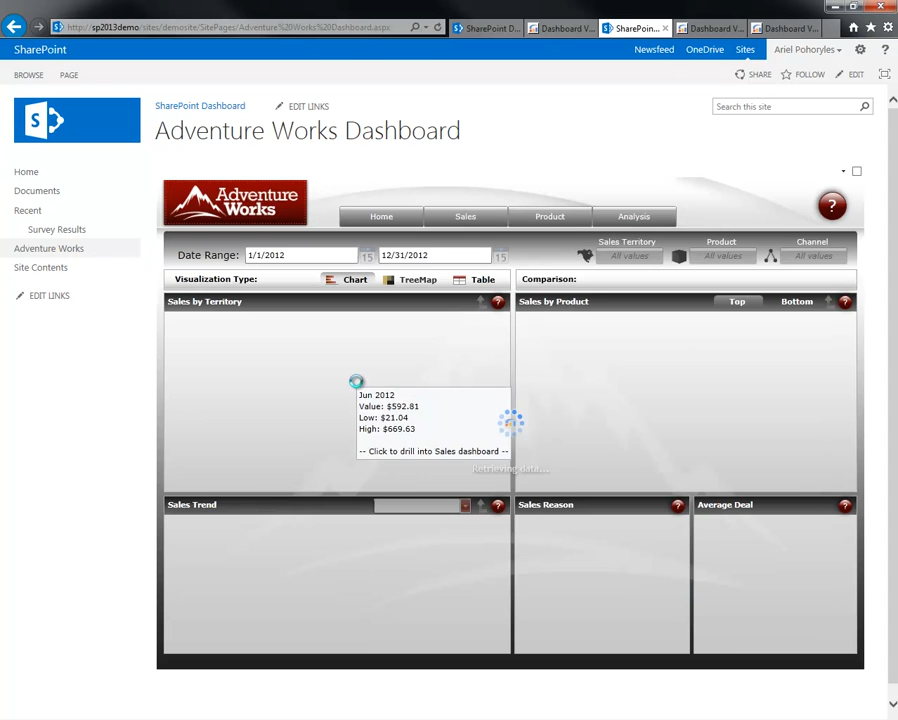 http://sp2013demo/sites/demosite/SitePages/Adventure%20Works%20Dashboard.aspx
SharePoint D...
Dashboard V...
SharePoin...
Dashboard V...
Dashboard V...
SharePoint
Newsfeed OneDrive Sites Ariel Pohoryles ?
BROWSE PAGE
SHARE FOLLOW EDIT
S
SharePoint Dashboard EDIT LINKS
Search this site
Adventure Works Dashboard
Home
Documents
Recent
Survey Results
Adventure Works
Site Contents
EDIT LINKS
Adventure
Works
Home Sales Product Analysis ?
Sales Territory Product Channel
Date Range: 1/1/2012 15 12/31/2012 15 All values All values All values
Visualization Type: Chart TreeMap Table Comparison:
Sales by Territory ? Sales by Product Top Bottom ?
Jun 2012
Value: $592.81
Low: $21.04
High: $669.63
-- Click to drill into Sales dashboard --
Retrieving data...
Sales Trend ? Sales Reason ? Average Deal ?